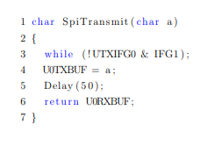 1 char SpiTransmit(char a)
2 {
3 while (!UTXIFG0 & IFG1);
4 U0TXBUF = a;
5 Delay(50);
6 return U0RXBUF;
7 }